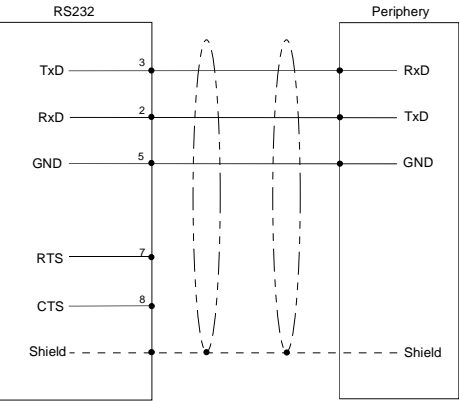 RS232 Periphery
TxD 3 RxD
RxD 2 TxD
GND 5 GND
RTS 7
CTS 8
Shield Shield